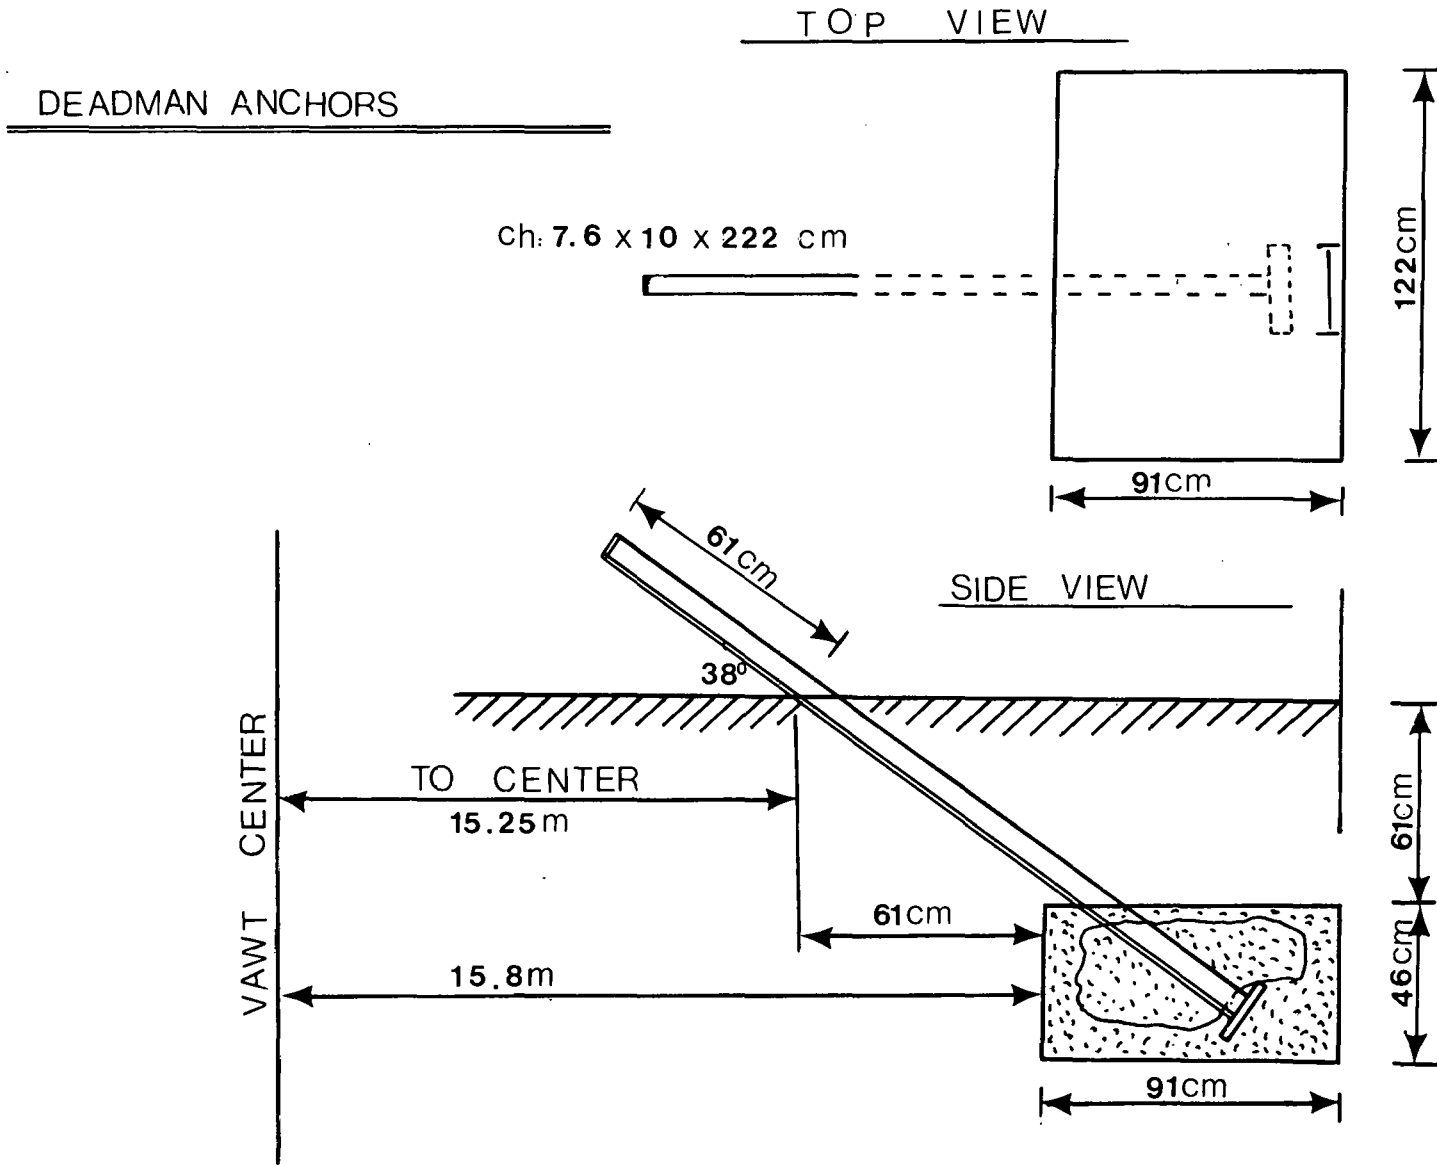 TOP VIEW
DEADMAN ANCHORS
Ch: 7.6 x 10 x 222 cm
122cm
91cm
61cm
SIDE VIEW
38º
VAWT CENTER
TO CENTER
15.25m
61cm
61cm
15.8m
46cm
91cm